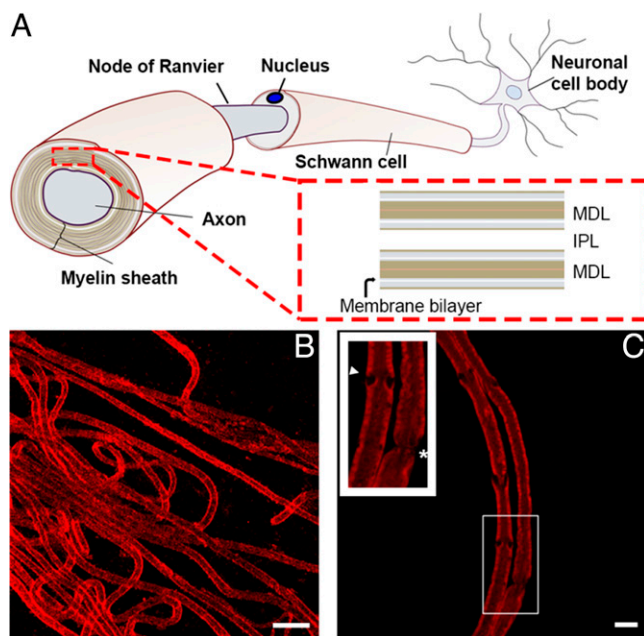 A
Node of Ranvier
Nucleus
Neuronal
cell body
Schwann cell
Axon
Myelin sheath
MDL
IPL
MDL
Membrane bilayer
B
C
*